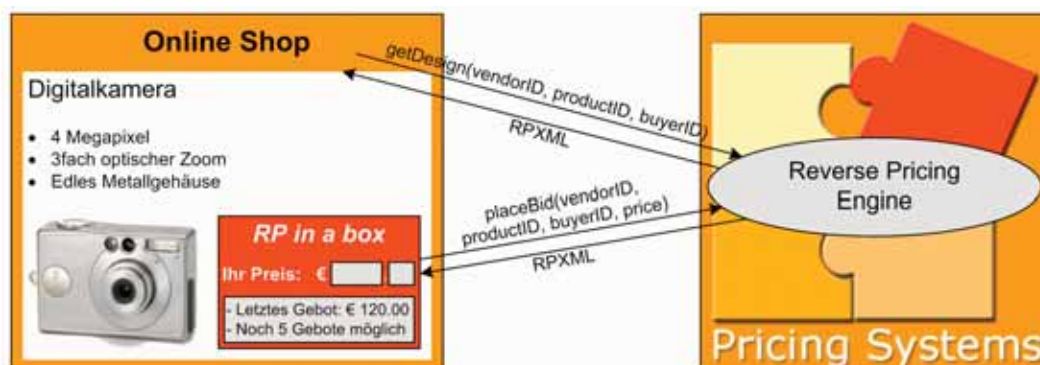 Online Shop
Digitalkamera
• 4 Megapixel
• 3fach optischer Zoom
• Edles Metallgehäuse
RP in a box
Ihr Preis: €
- Letztes Gebot: € 120.00
- Noch 5 Gebote möglich
getDesign(vendorID, productID, buyerID)
RPXML
placeBid(vendorID,
productID, buyerID, price)
RPXML
Reverse Pricing
Engine
Pricing Systems